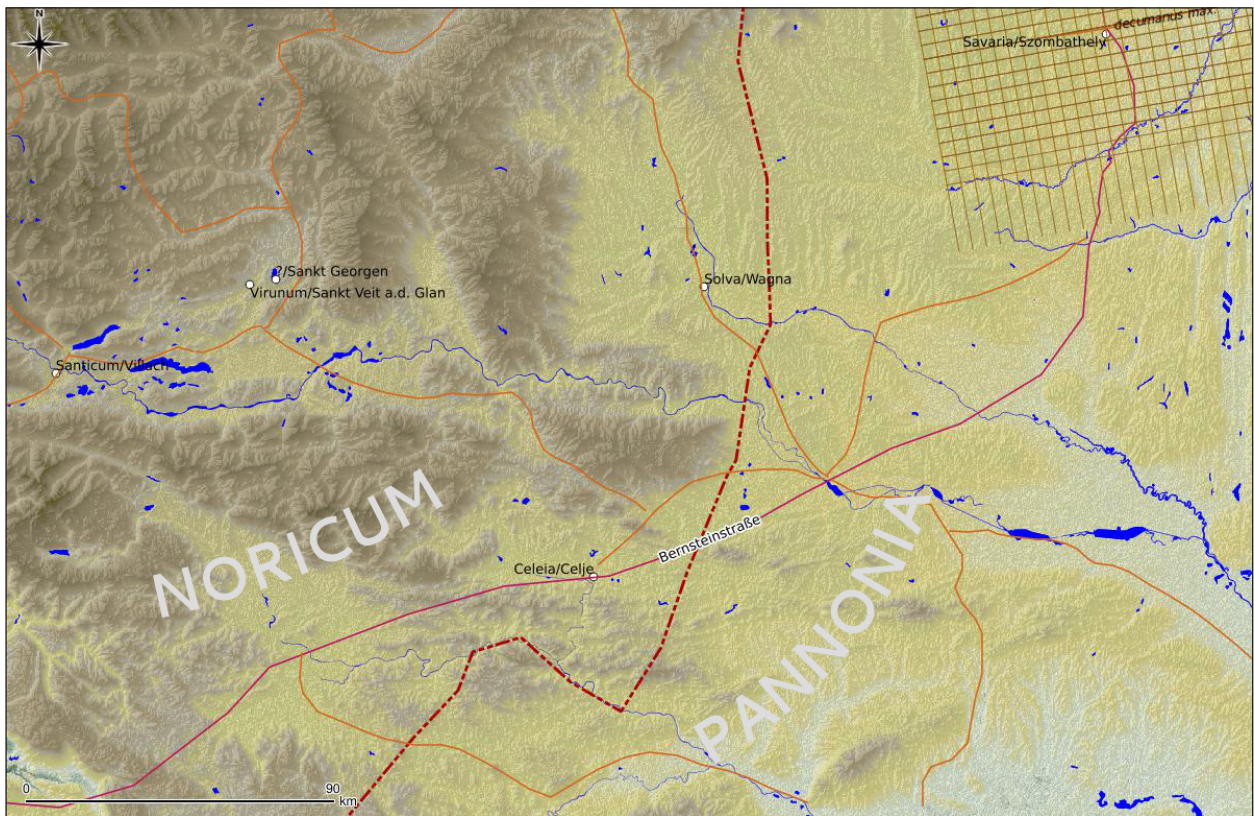 N
decumanus max.
Savaria/Szombathely
?/Sankt Georgen
Virunum/Sankt Veit a.d. Glan
Solva/Wagna
Santicum/Villach
NORICUM
Bernsteinstraße
PANNONIA
Celeia/Celje
0 90
km